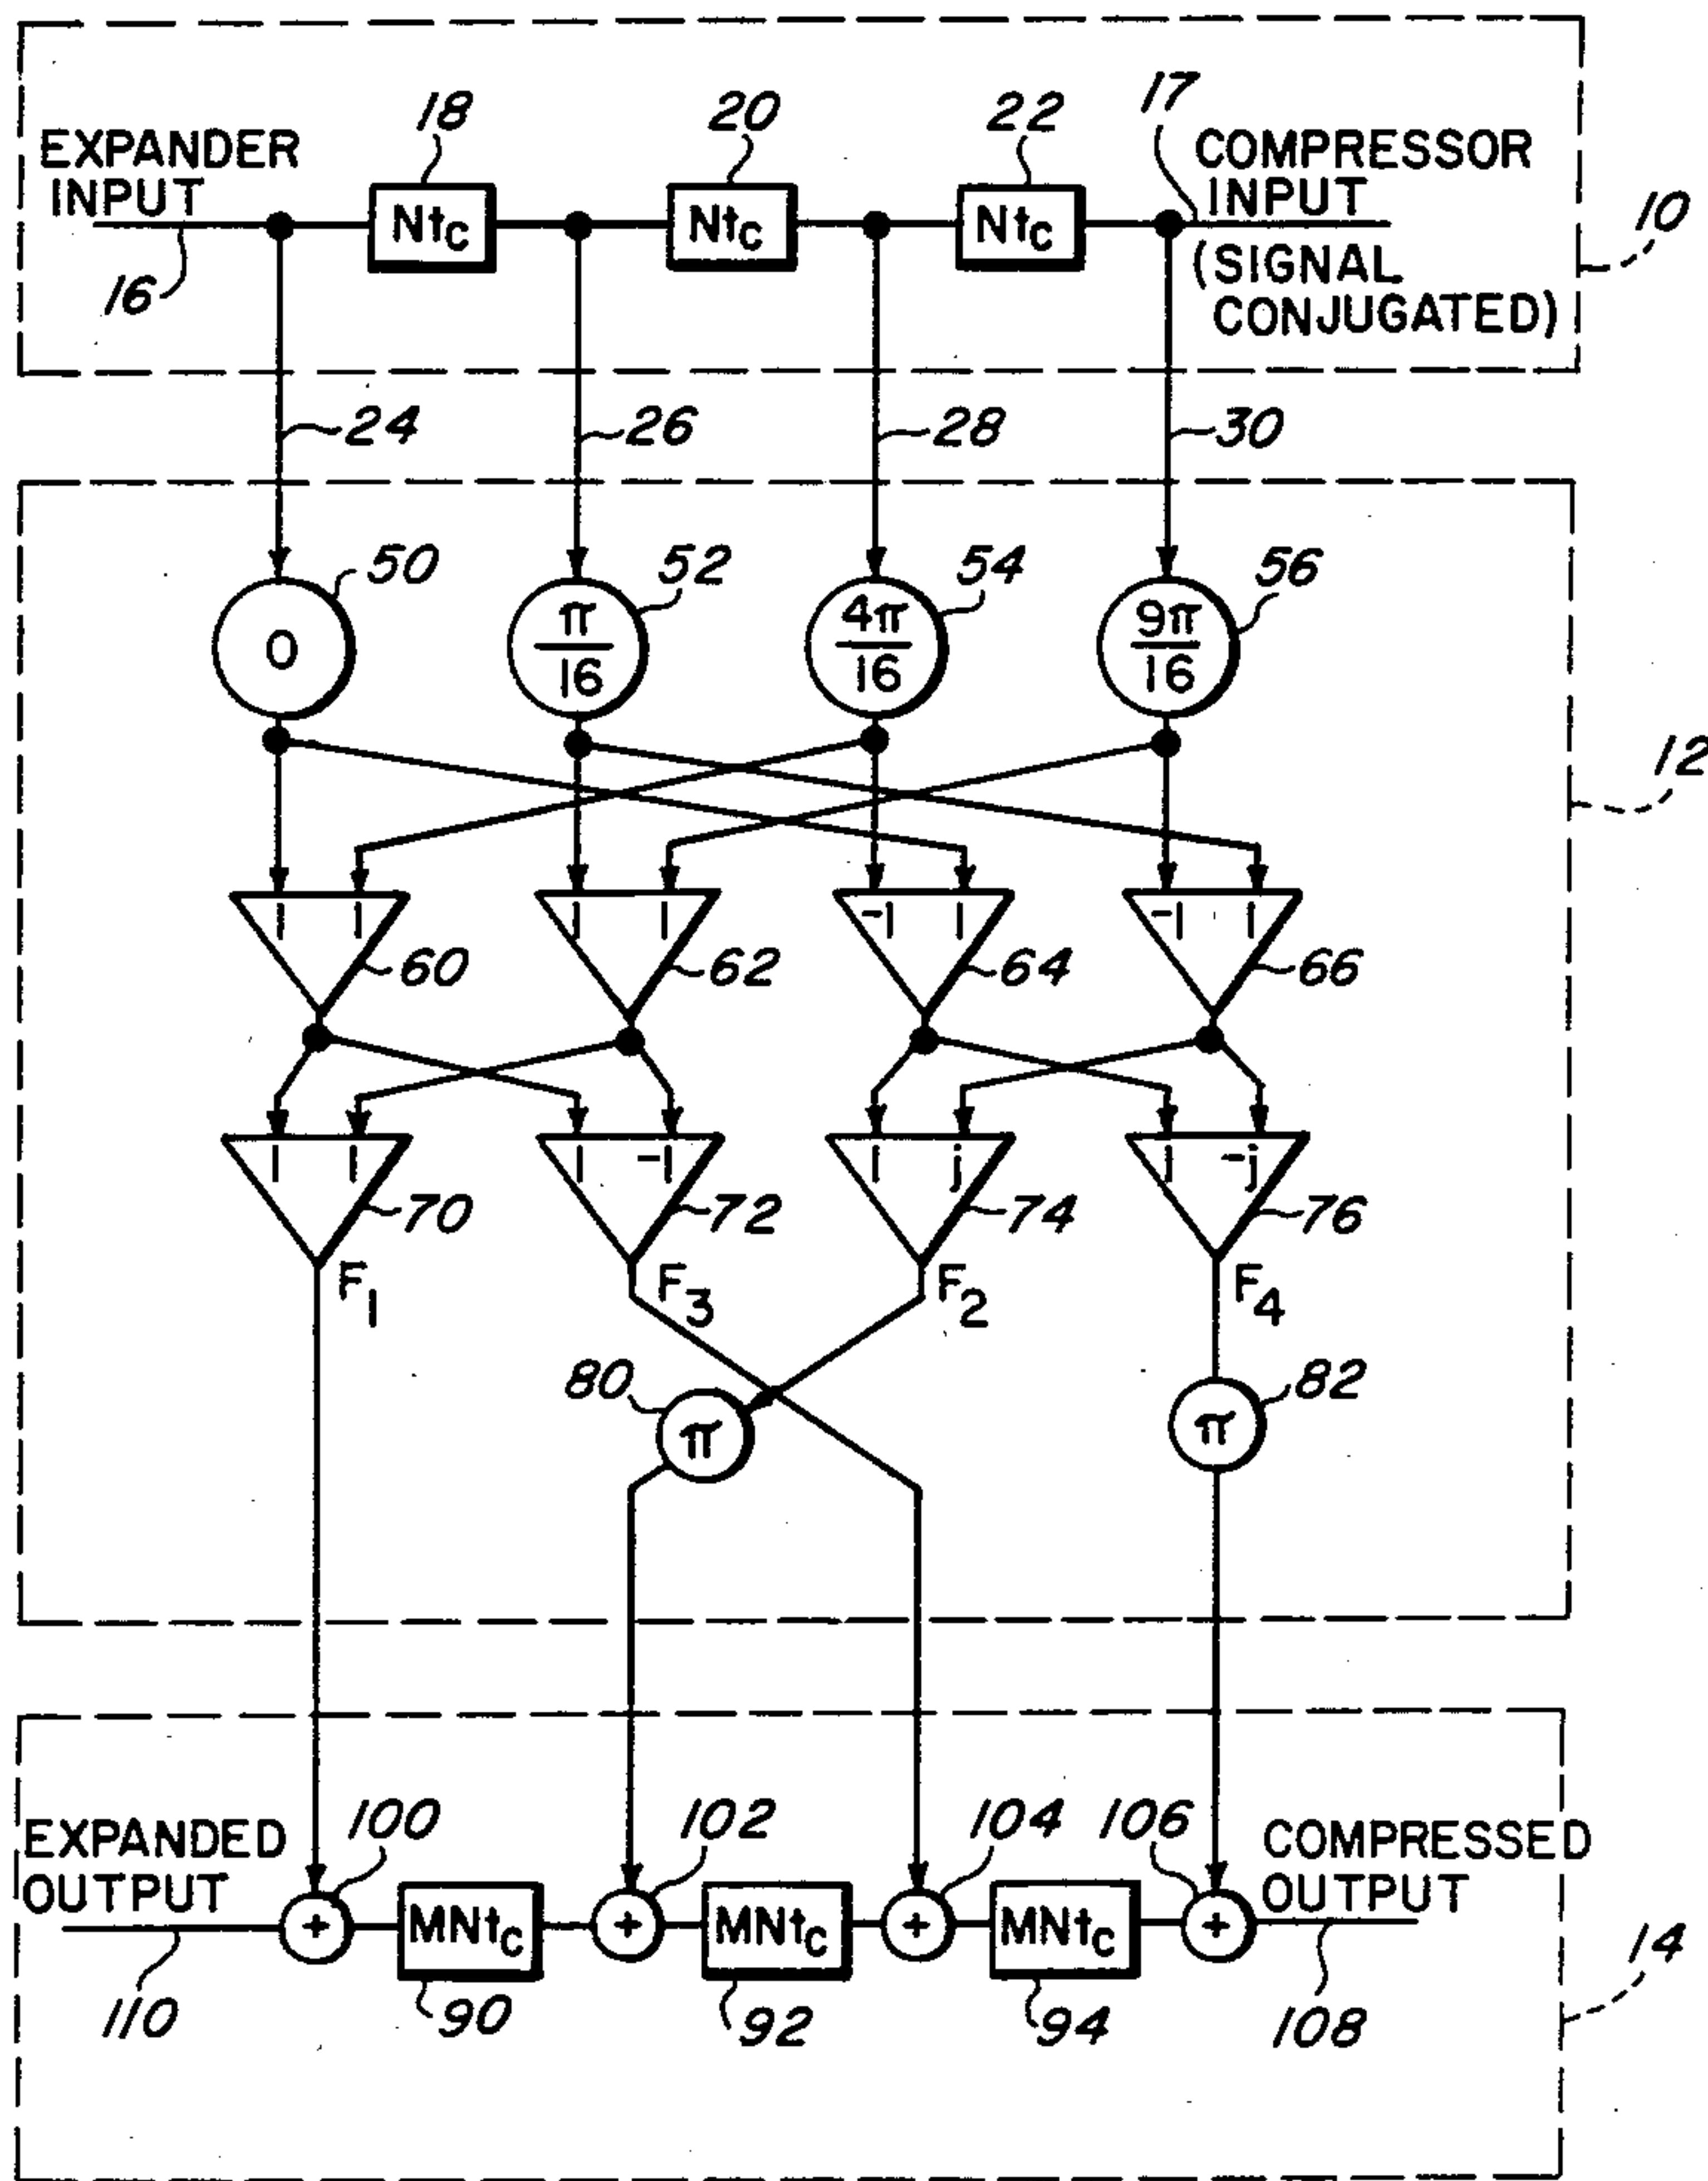 18 20 22 17
EXPANDER COMPRESSOR
INPUT INPUT
Ntc Ntc Ntc
(SIGNAL
CONJUGATED)
16 10
24 26 28 30
50 52 54 56
0 π/16 4π/16 9π/16
12
1 1 1 1 -1 1 -1 1
60 62 64 66
1 1 1 -1 1 j 1 -j
70 72 74 76
F1 F3 F2 F4
80 82
π π
100 102 104 106
EXPANDED COMPRESSED
OUTPUT OUTPUT
+ MNtc + MNtc + MNtc +
14
110 90 92 94 108